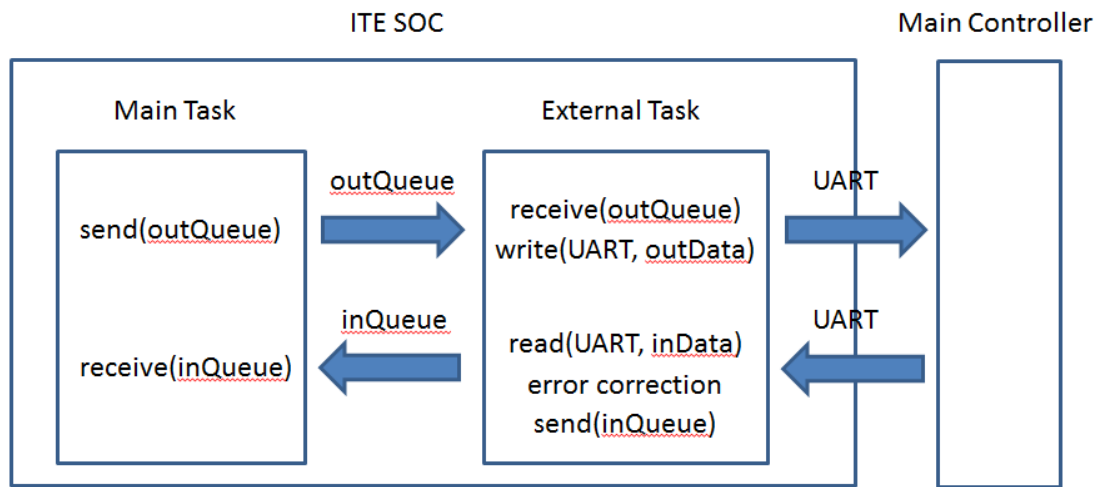 ITE SOC
Main Controller
Main Task
External Task
outQueue
UART
send(outQueue)
receive(outQueue)
write(UART, outData)
inQueue
UART
receive(inQueue)
read(UART, inData)
error correction
send(inQueue)